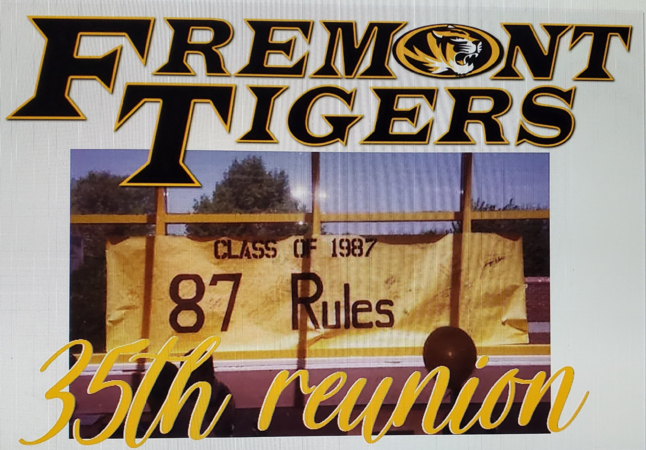 FREMONT
TIGERS
CLASS OF 1987
87 Rules
35th reunion